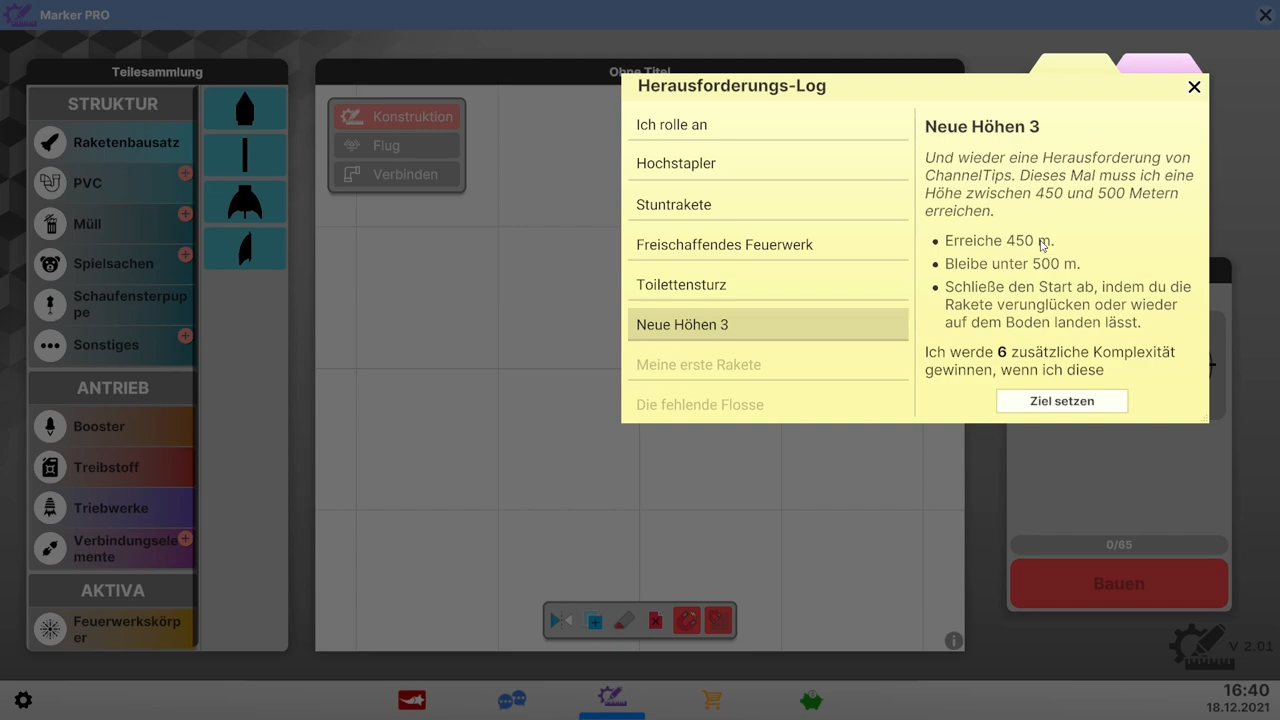 Marker PRO
Teilesammlung
STRUKTUR
Raketenbausatz
PVC
Müll
Spielsachen
Schaufensterpup
pe
Sonstiges
ANTRIEB
Booster
Treibstoff
Triebwerke
Verbindungsele
mente
AKTIVA
Feuerwerkskörp
er
Ohne Titel
Konstruktion
Flug
Verbinden
Herausforderungs-Log
Ich rolle an
Hochstapler
Stuntrakete
Freischaffendes Feuerwerk
Toilettensturz
Neue Höhen 3
Meine erste Rakete
Die fehlende Flosse
Neue Höhen 3
Und wieder eine Herausforderung von
ChannelTips. Dieses Mal muss ich eine
Höhe zwischen 450 und 500 Metern
erreichen.
• Erreiche 450 m.
• Bleibe unter 500 m.
• Schließe den Start ab, indem du die
Rakete verunglücken oder wieder
auf dem Boden landen lässt.
Ich werde 6 zusätzliche Komplexität
gewinnen, wenn ich diese
Ziel setzen
0/65
Bauen
V 2.01
16:40
18.12.2021